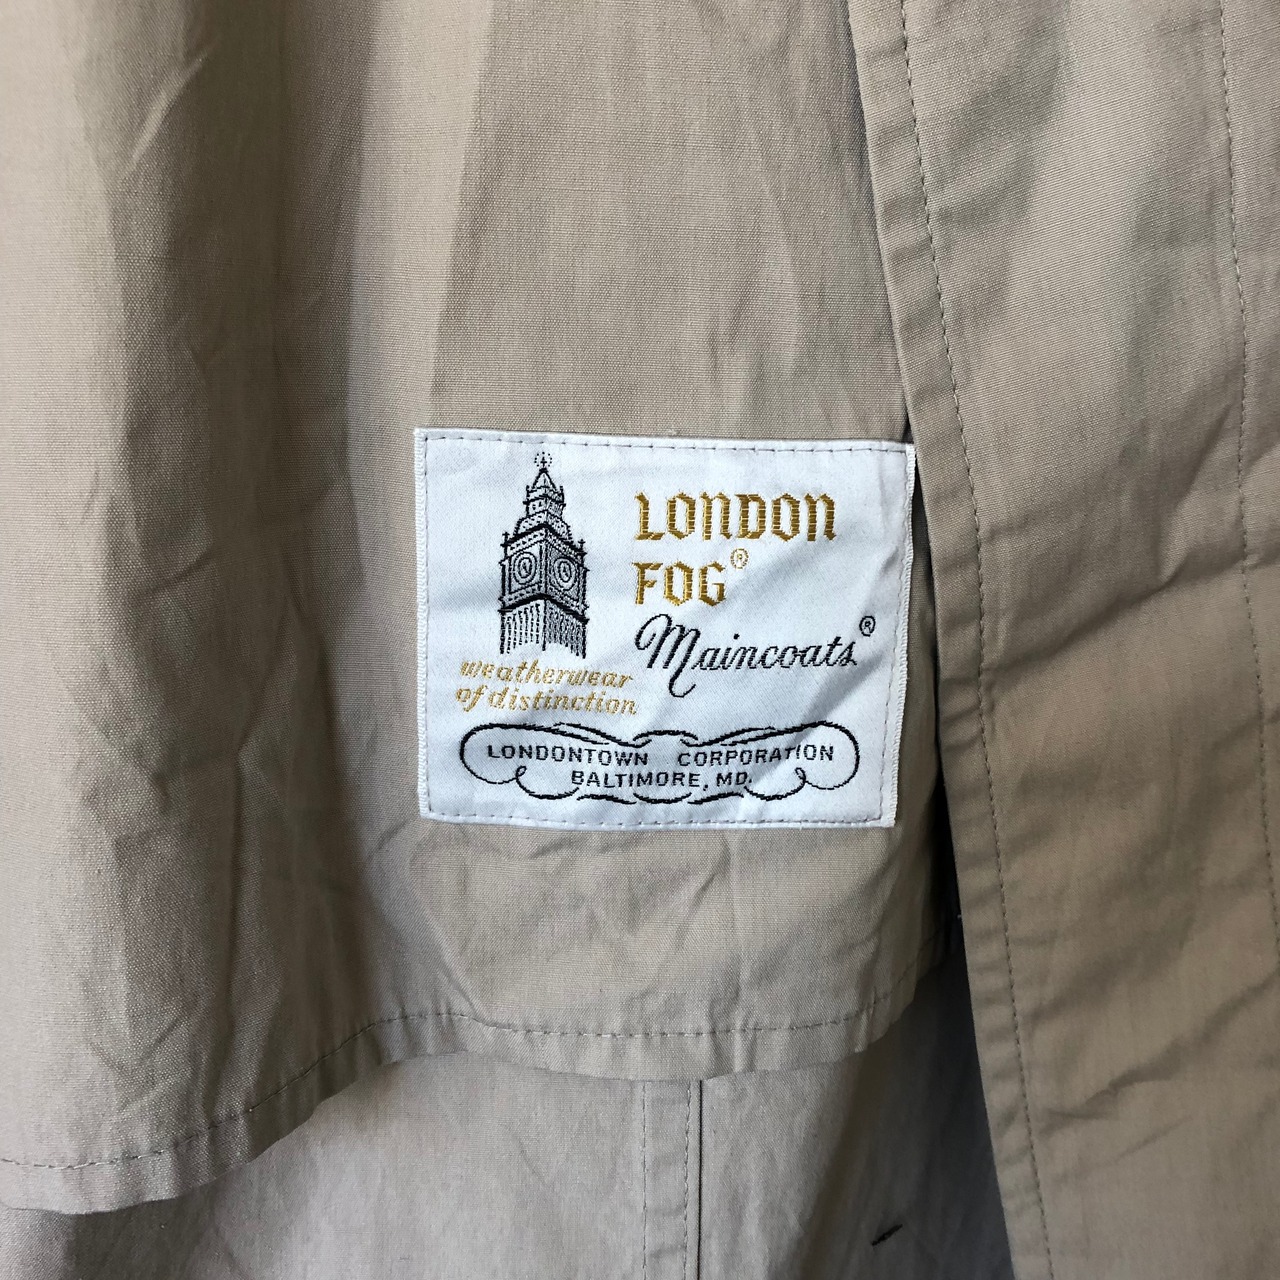 LONDON
FOG®
Maincoats®
weatherwear
of distinction
LONDONTOWN CORPORATION
BALTIMORE, MD.